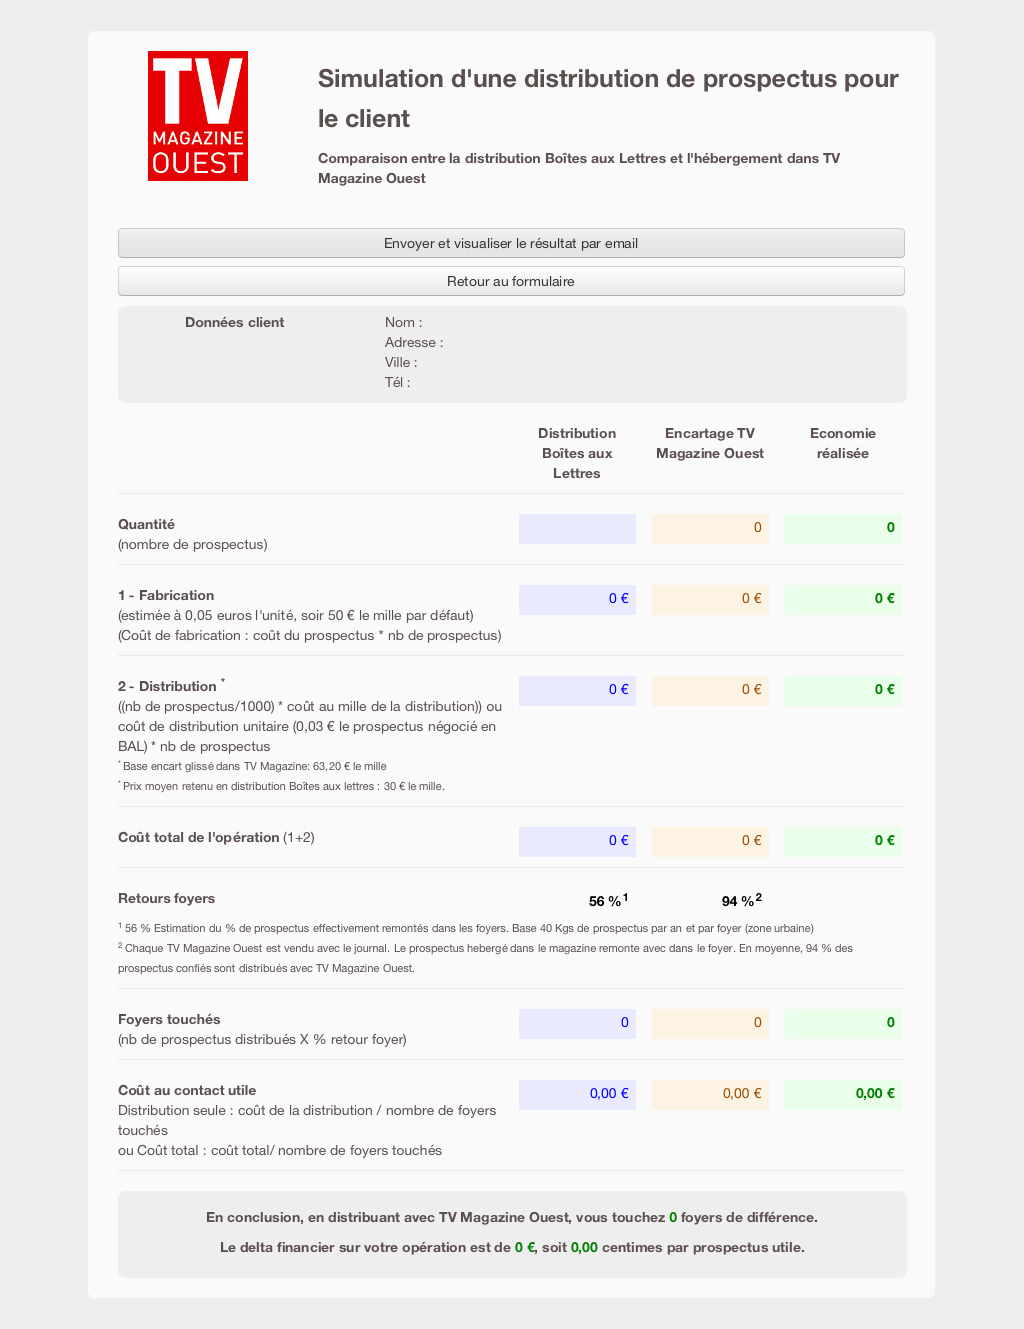 TV
MAGAZINE
OUEST
Simulation d'une distribution de prospectus pour
le client
Comparaison entre la distribution Boîtes aux Lettres et l'hébergement dans TV
Magazine Ouest
Envoyer et visualiser le résultat par email
Retour au formulaire
Données client
Nom :
Adresse :
Ville :
Tél :
Distribution
Boîtes aux
Lettres
Encartage TV
Magazine Ouest
Economie
réalisée
Quantité
(nombre de prospectus)
0
0
1 - Fabrication
(estimée à 0,05 euros l'unité, soir 50 € le mille par défaut)
(Coût de fabrication : coût du prospectus * nb de prospectus)
0 €
0 €
0 €
2 - Distribution *
((nb de prospectus/1000) * coût au mille de la distribution)) ou
coût de distribution unitaire (0,03 € le prospectus négocié en
BAL) * nb de prospectus
* Base encart glissé dans TV Magazine: 63,20 € le mille
* Prix moyen retenu en distribution Boîtes aux lettres : 30 € le mille.
0 €
0 €
0 €
Coût total de l'opération (1+2)
0 €
0 €
0 €
Retours foyers
56 %1
94 %2
1 56 % Estimation du % de prospectus effectivement remontés dans les foyers. Base 40 Kgs de prospectus par an et par foyer (zone urbaine)
2 Chaque TV Magazine Ouest est vendu avec le journal. Le prospectus hebergé dans le magazine remonte avec dans le foyer. En moyenne, 94 % des
prospectus confiés sont distribués avec TV Magazine Ouest.
Foyers touchés
(nb de prospectus distribués X % retour foyer)
0
0
0
Coût au contact utile
Distribution seule : coût de la distribution / nombre de foyers
touchés
ou Coût total : coût total/ nombre de foyers touchés
0,00 €
0,00 €
0,00 €
En conclusion, en distribuant avec TV Magazine Ouest, vous touchez 0 foyers de différence.
Le delta financier sur votre opération est de 0 €, soit 0,00 centimes par prospectus utile.